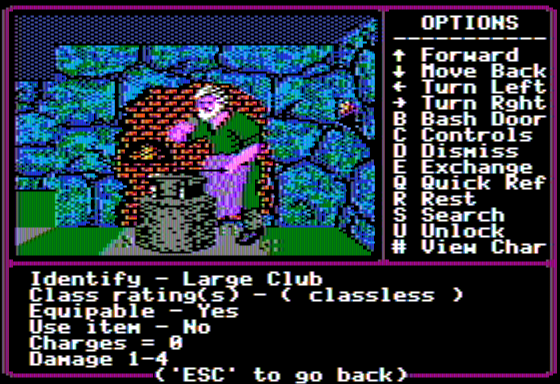 OPTIONS
------------
↑ Forward
↓ Move Back
← Turn Left
→ Turn Rght
B Bash Door
C Controls
D Dismiss
E Exchange
Q Quick Ref
R Rest
S Search
U Unlock
# View Char
Identify - Large Club
Class rating(s) - ( classless )
Equipable - Yes
Use item - No
Charges = 0
Damage 1-4
('ESC' to go back)